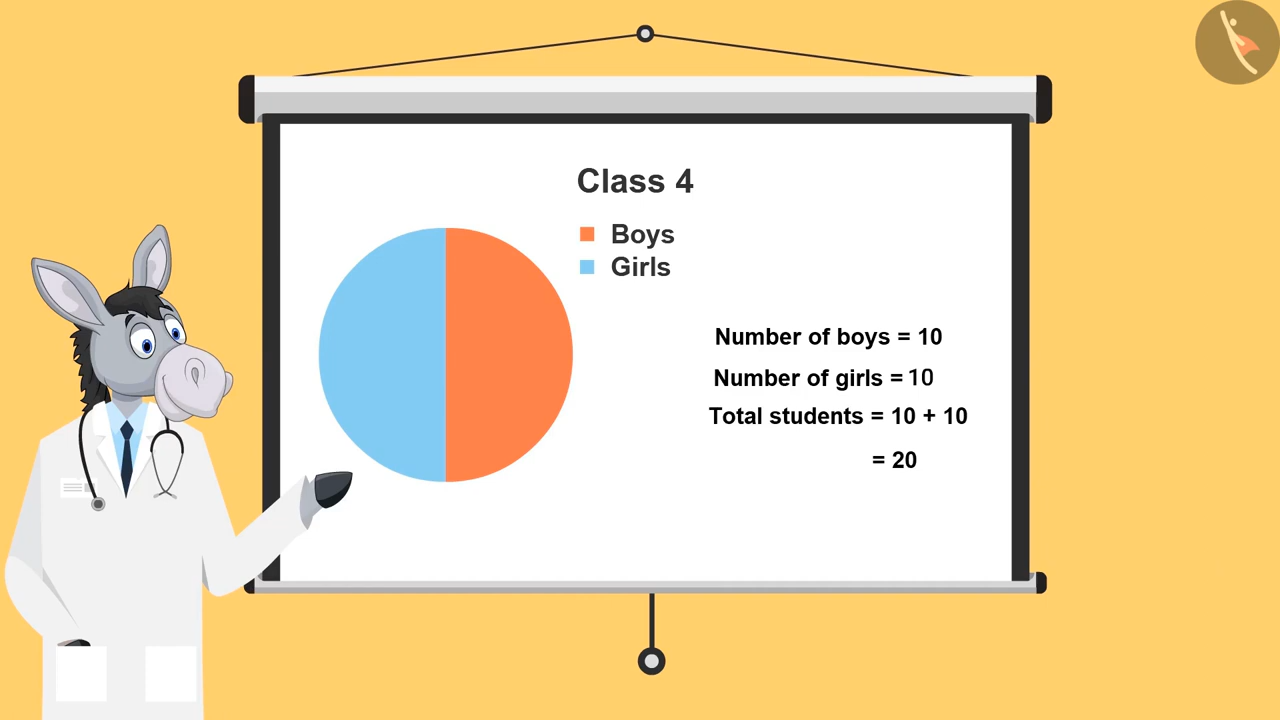 Class 4
Boys
Girls
Number of boys = 10
Number of girls = 10
Total students = 10 + 10
= 20